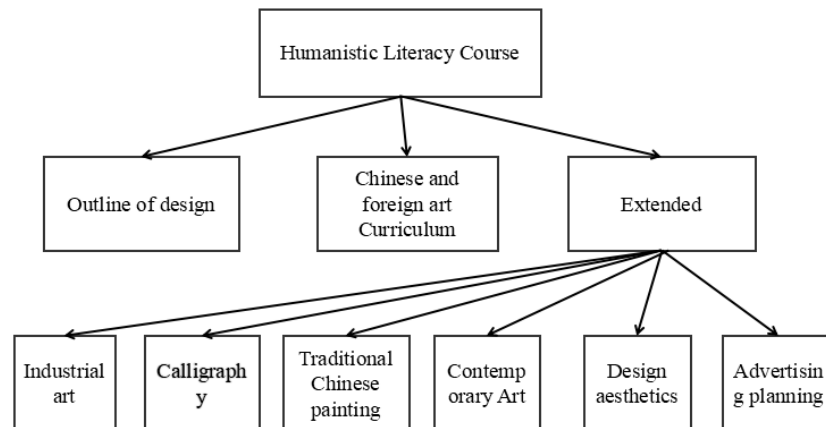 Humanistic Literacy Course
Outline of design
Chinese and
foreign art
Curriculum
Extended
Industrial
art
Calligraph
y
Traditional
Chinese
painting
Contemp
orary Art
Design
aesthetics
Advertisin
g planning